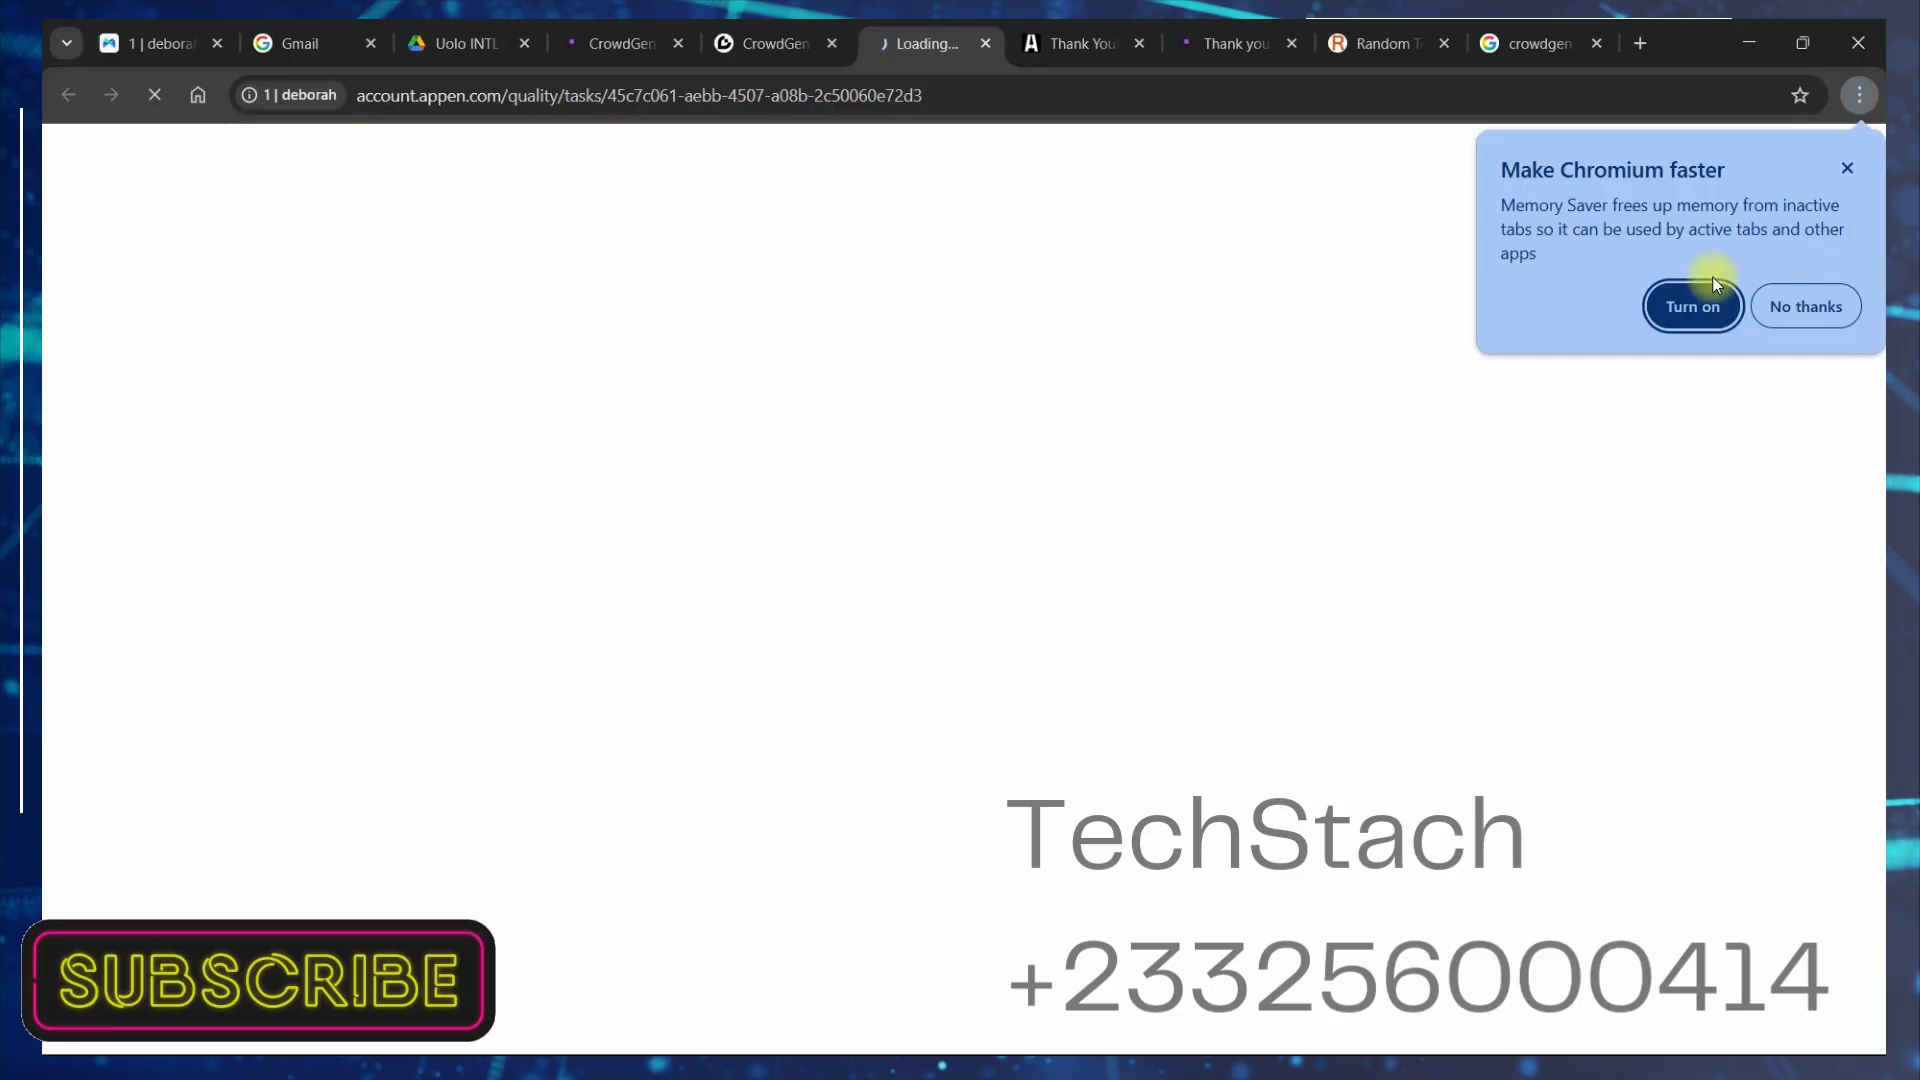 1 | debora
Gmail
Uolo INTL
CrowdGen
CrowdGen
Loading...
Thank You
Thank you
Random T
crowdgen
1 | deborah
account.appen.com/quality/tasks/45c7c061-aebb-4507-a08b-2c50060e72d3
Make Chromium faster
Memory Saver frees up memory from inactive
tabs so it can be used by active tabs and other
apps
Turn on
No thanks
TechStach
SUBSCRIBE
+233256000414